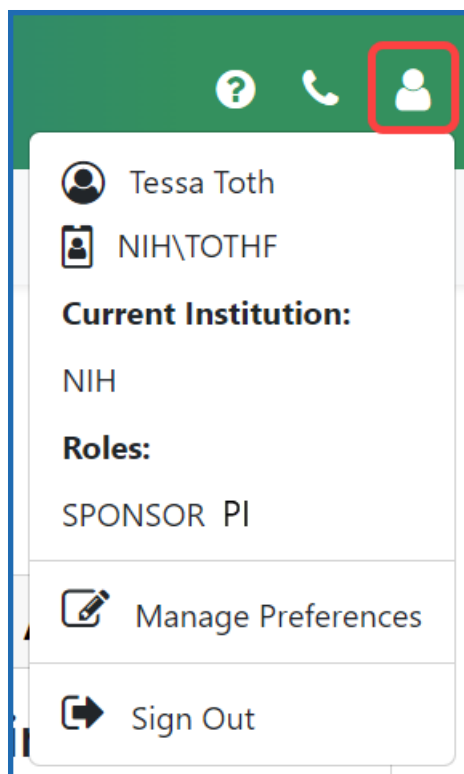 Tessa Toth
NIH\TOTHF
Current Institution:
NIH
Roles:
SPONSOR PI
Manage Preferences
Sign Out